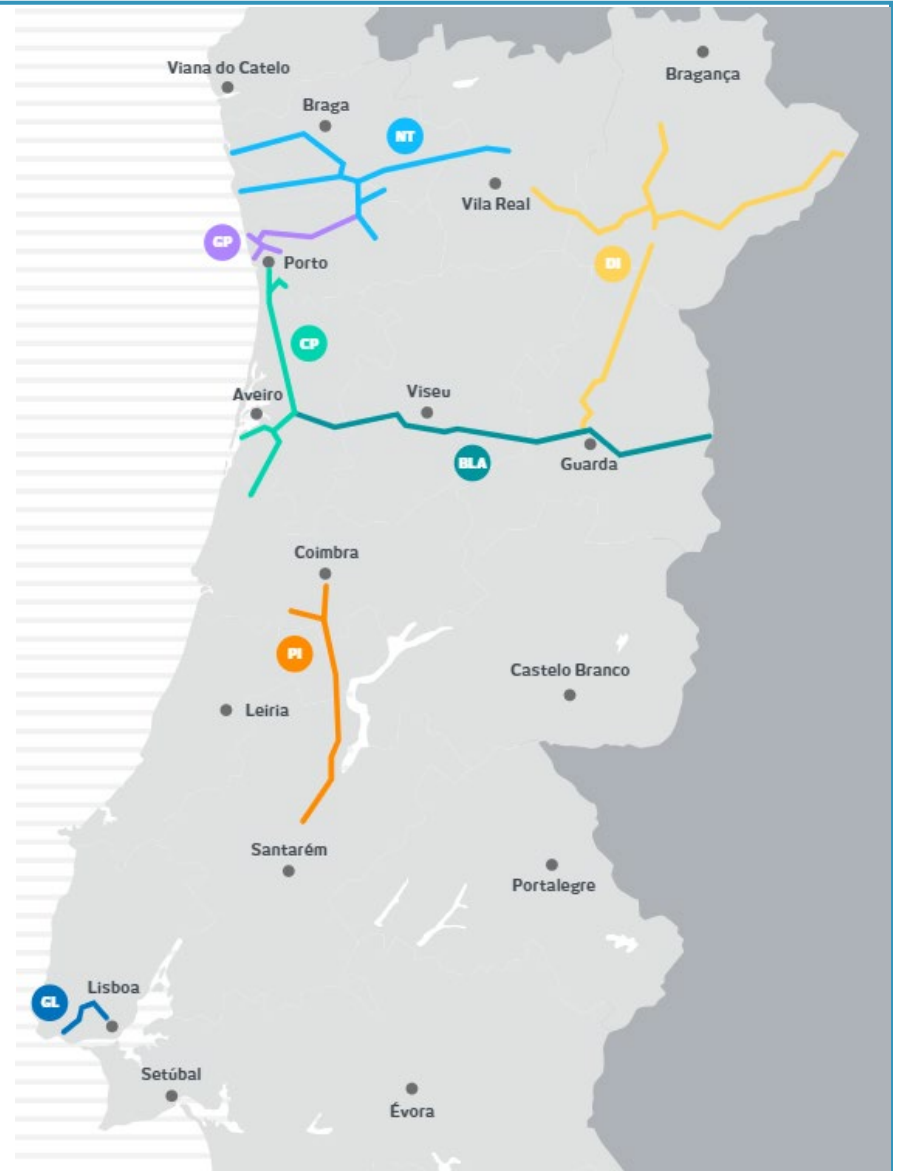 Viana do Catelo
Bragança
Braga
NT
Vila Real
GP
Porto
DI
CP
Aveiro
Viseu
BLA
Guarda
Coimbra
PI
Castelo Branco
Leiria
Santarém
Portalegre
Lisboa
GL
Setúbal
Évora